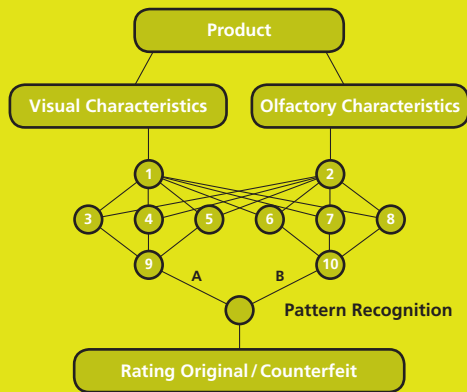 Product
Visual Characteristics
Olfactory Characteristics
1
2
3
4
5
6
7
8
9
10
A
B
Pattern Recognition
Rating Original / Counterfeit